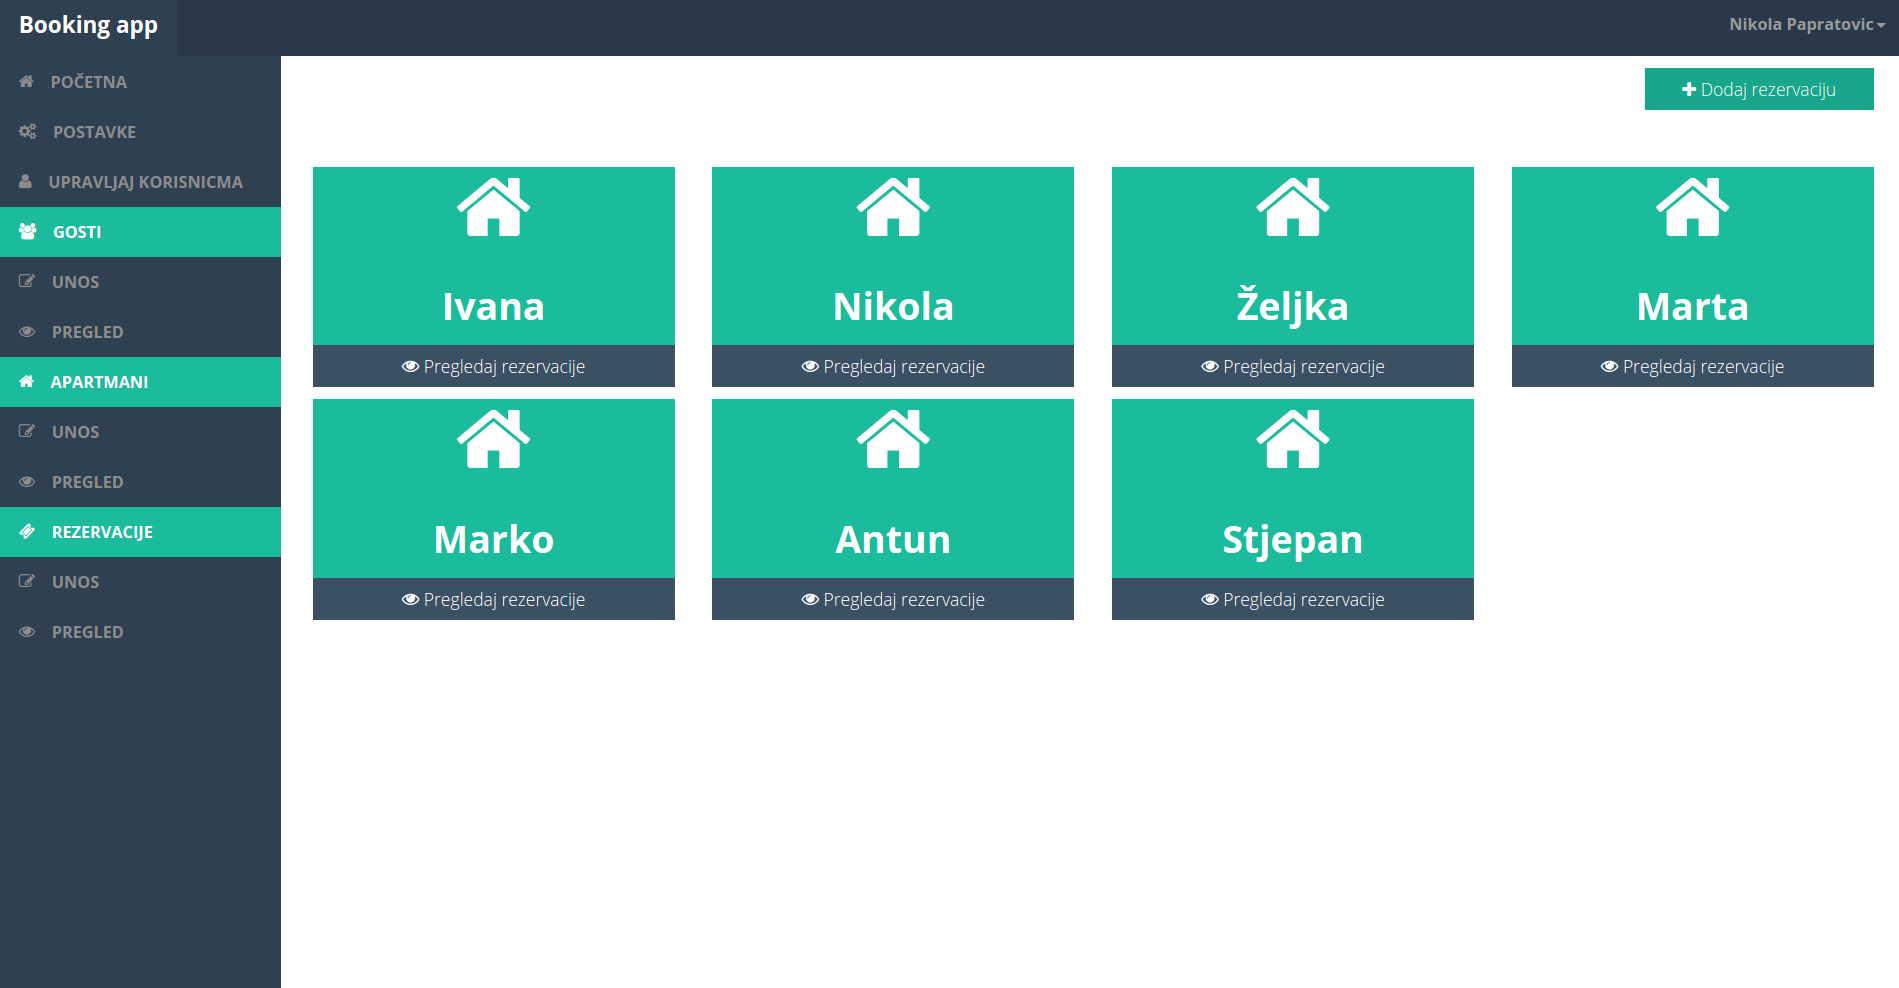 Booking app
Nikola Papratovic
POČETNA
POSTAVKE
UPRAVLJAJ KORISNICMA
GOSTI
UNOS
PREGLED
APARTMANI
UNOS
PREGLED
REZERVACIJE
UNOS
PREGLED
Dodaj rezervaciju
Ivana
Pregledaj rezervacije
Nikola
Pregledaj rezervacije
Željka
Pregledaj rezervacije
Marta
Pregledaj rezervacije
Marko
Pregledaj rezervacije
Antun
Pregledaj rezervacije
Stjepan
Pregledaj rezervacije